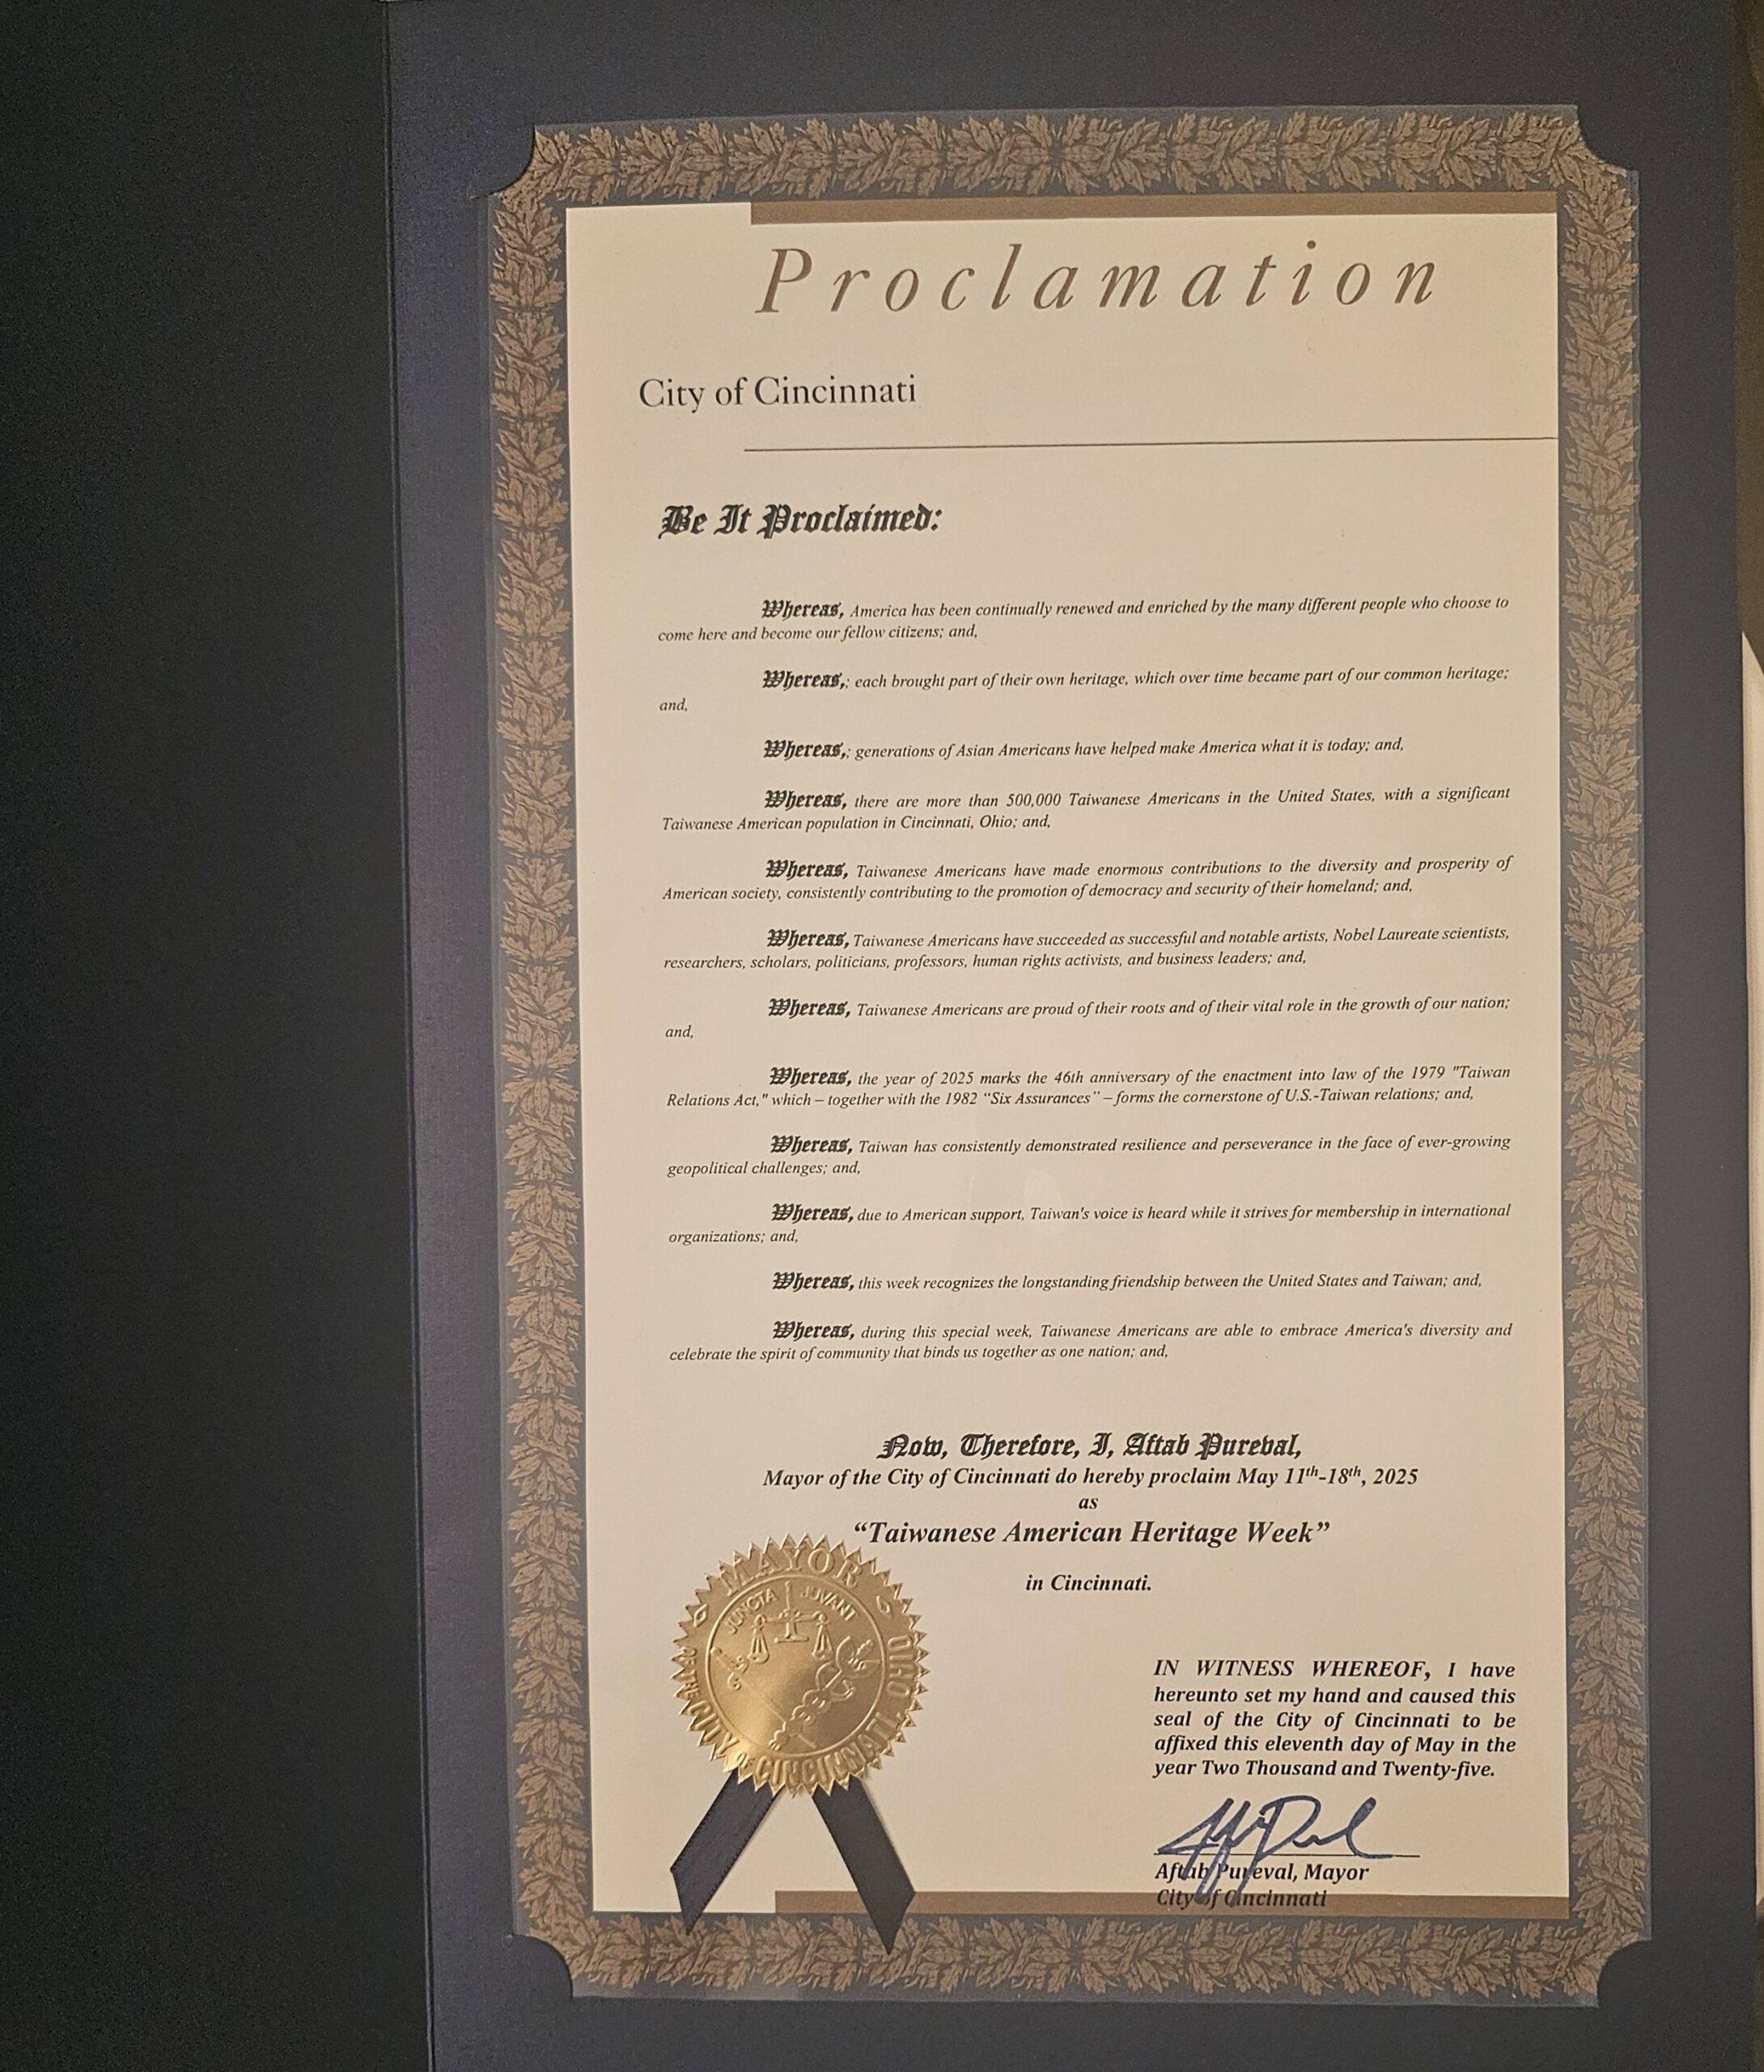 Proclamation
City of Cincinnati
Be It Proclaimed:
Whereas, America has been continually renewed and enriched by the many different people who choose to
come here and become our fellow citizens; and,
Whereas,; each brought part of their own heritage, which over time became part of our common heritage;
and,
Whereas,; generations of Asian Americans have helped make America what it is today; and,
Whereas, there are more than 500,000 Taiwanese Americans in the United States, with a significant
Taiwanese American population in Cincinnati, Ohio; and,
Whereas, Taiwanese Americans have made enormous contributions to the diversity and prosperity of
American society, consistently contributing to the promotion of democracy and security of their homeland; and,
Whereas, Taiwanese Americans have succeeded as successful and notable artists, Nobel Laureate scientists,
researchers, scholars, politicians, professors, human rights activists, and business leaders; and,
Whereas, Taiwanese Americans are proud of their roots and of their vital role in the growth of our nation;
and,
Whereas, the year of 2025 marks the 46th anniversary of the enactment into law of the 1979 "Taiwan
Relations Act," which – together with the 1982 “Six Assurances” – forms the cornerstone of U.S.-Taiwan relations; and,
Whereas, Taiwan has consistently demonstrated resilience and perseverance in the face of ever-growing
geopolitical challenges; and,
Whereas, due to American support, Taiwan's voice is heard while it strives for membership in international
organizations; and,
Whereas, this week recognizes the longstanding friendship between the United States and Taiwan; and,
Whereas, during this special week, Taiwanese Americans are able to embrace America's diversity and
celebrate the spirit of community that binds us together as one nation; and,
Now, Therefore, I, Aftab Pureval,
Mayor of the City of Cincinnati do hereby proclaim May 11th-18th, 2025
as
“Taiwanese American Heritage Week”
in Cincinnati.
MAYOR
JUNCTA JUVANT
CITY OF CINCINNATI OHIO
IN WITNESS WHEREOF, I have
hereunto set my hand and caused this
seal of the City of Cincinnati to be
affixed this eleventh day of May in the
year Two Thousand and Twenty-five.
Aftab Pureval, Mayor
City of Cincinnati